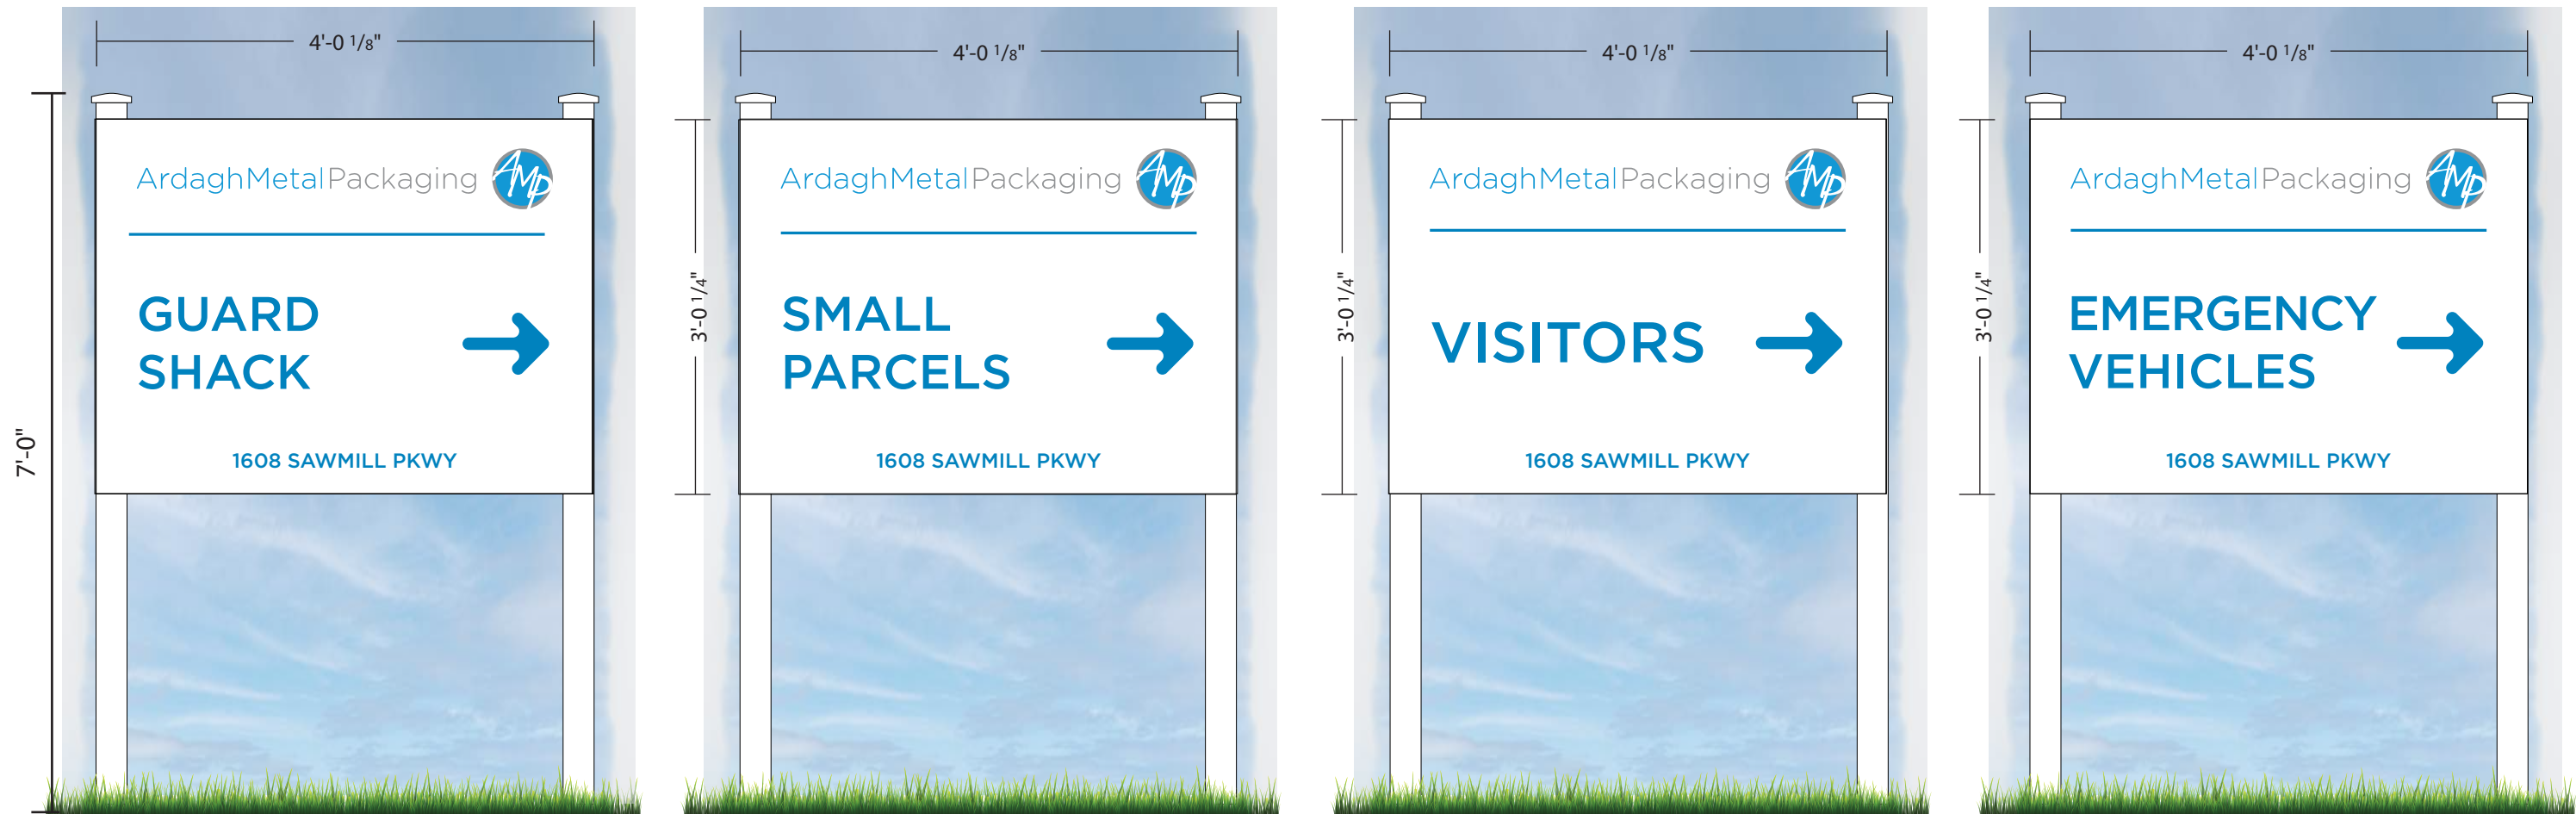 4'-0 1/8"
7'-0"
ArdaghMetalPackaging AMP
GUARD
SHACK
1608 SAWMILL PKWY
4'-0 1/8"
3'-0 1/4"
ArdaghMetalPackaging AMP
SMALL
PARCELS
1608 SAWMILL PKWY
4'-0 1/8"
3'-0 1/4"
ArdaghMetalPackaging AMP
VISITORS
1608 SAWMILL PKWY
4'-0 1/8"
3'-0 1/4"
ArdaghMetalPackaging AMP
EMERGENCY
VEHICLES
1608 SAWMILL PKWY